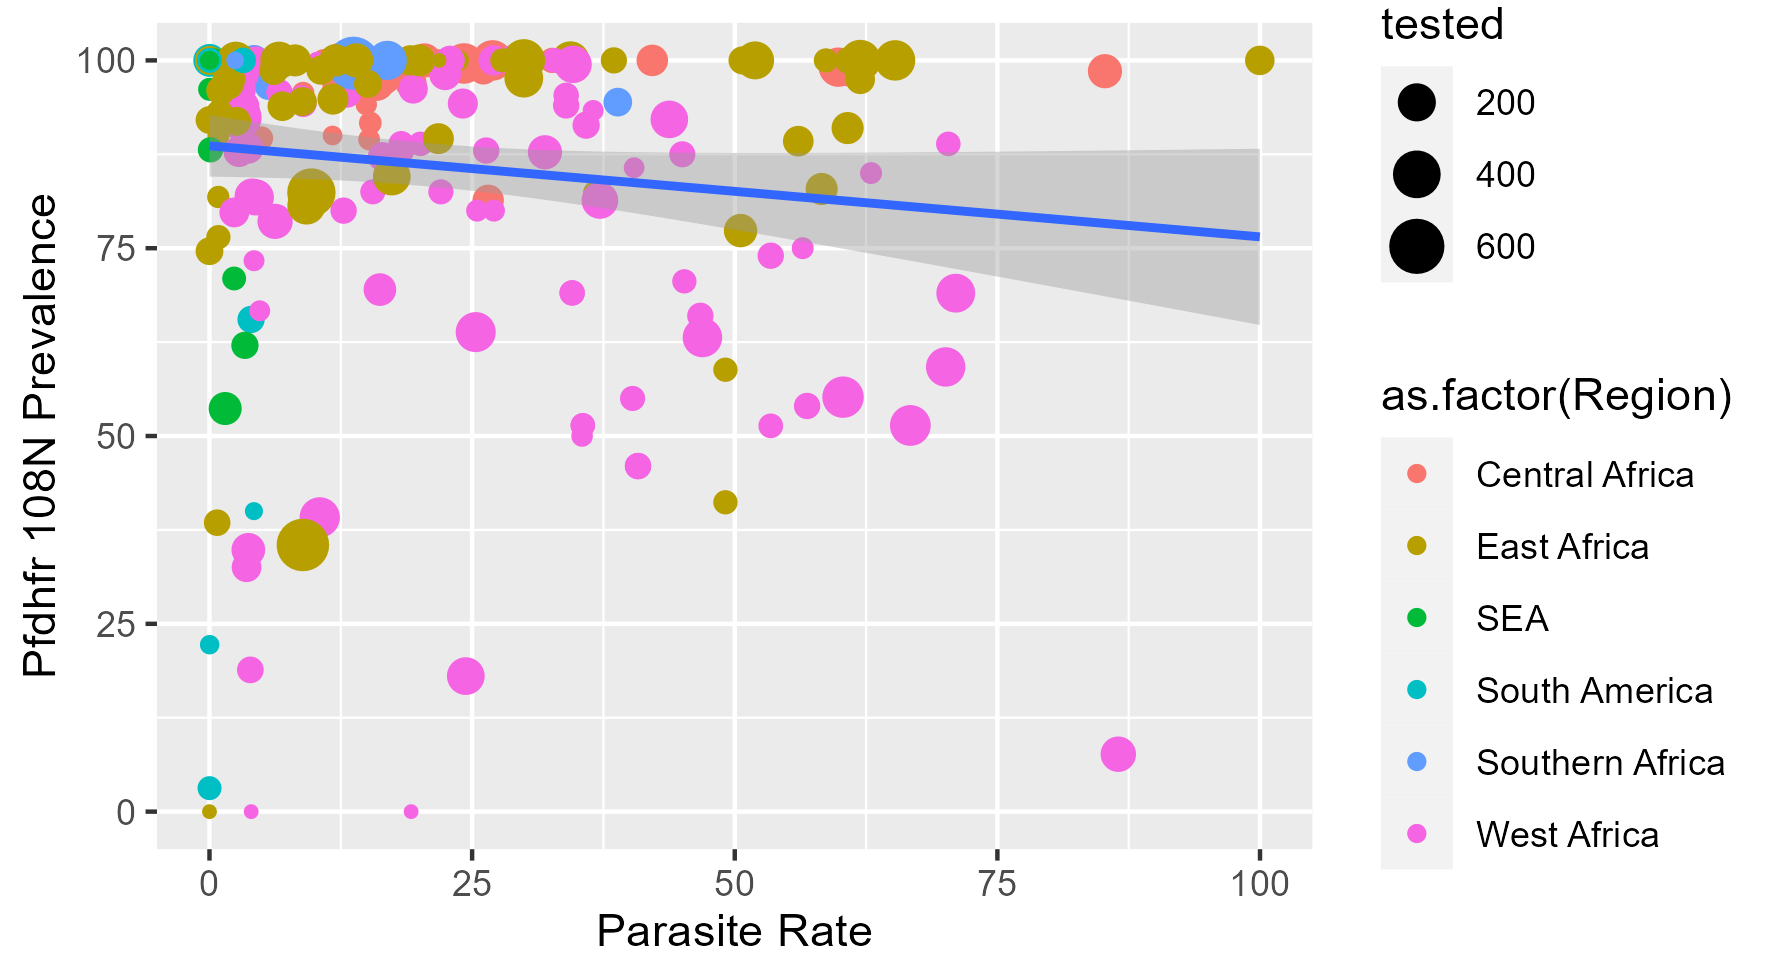 Pfdhfr 108N Prevalence
100
75
50
25
0
0 25 50 75 100
Parasite Rate
tested
200
400
600
as.factor(Region)
Central Africa
East Africa
SEA
South America
Southern Africa
West Africa